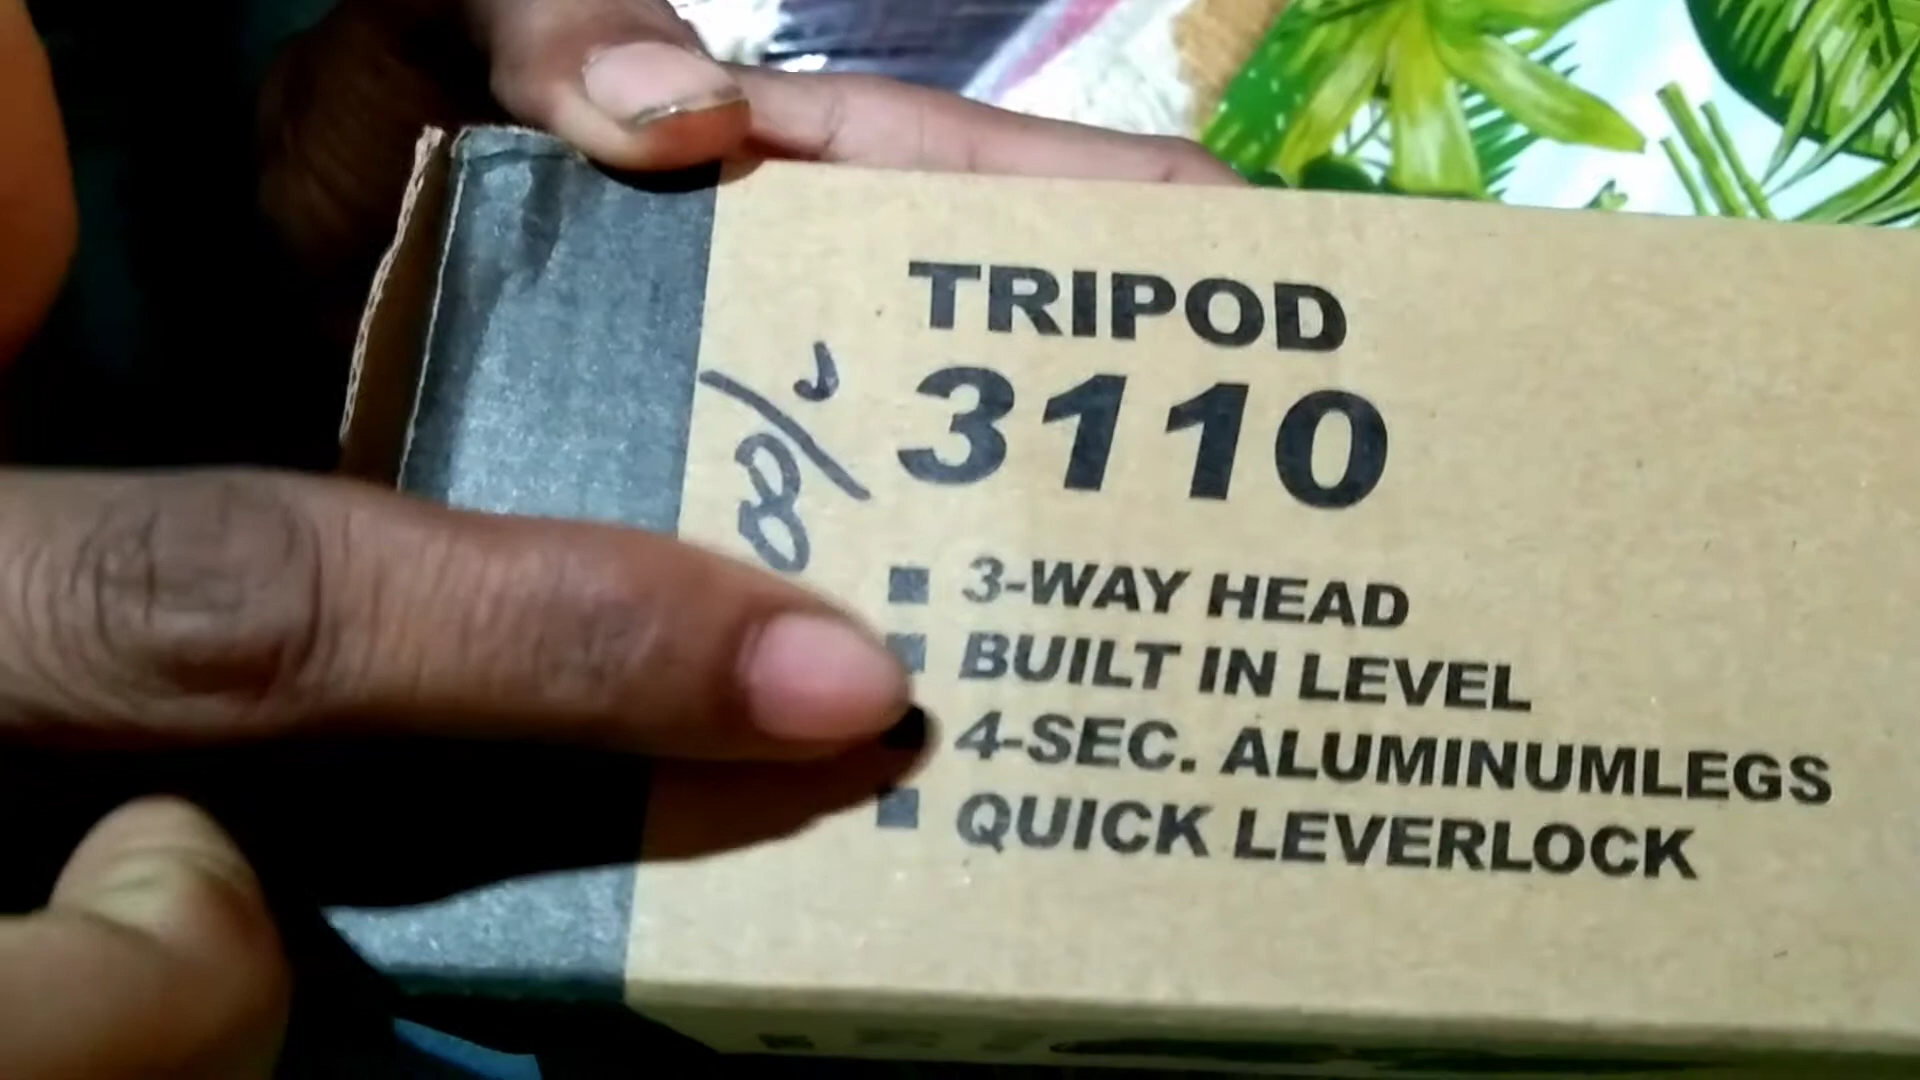 TRIPOD
3110
3-WAY HEAD
BUILT IN LEVEL
4-SEC. ALUMINUMLEGS
QUICK LEVERLOCK